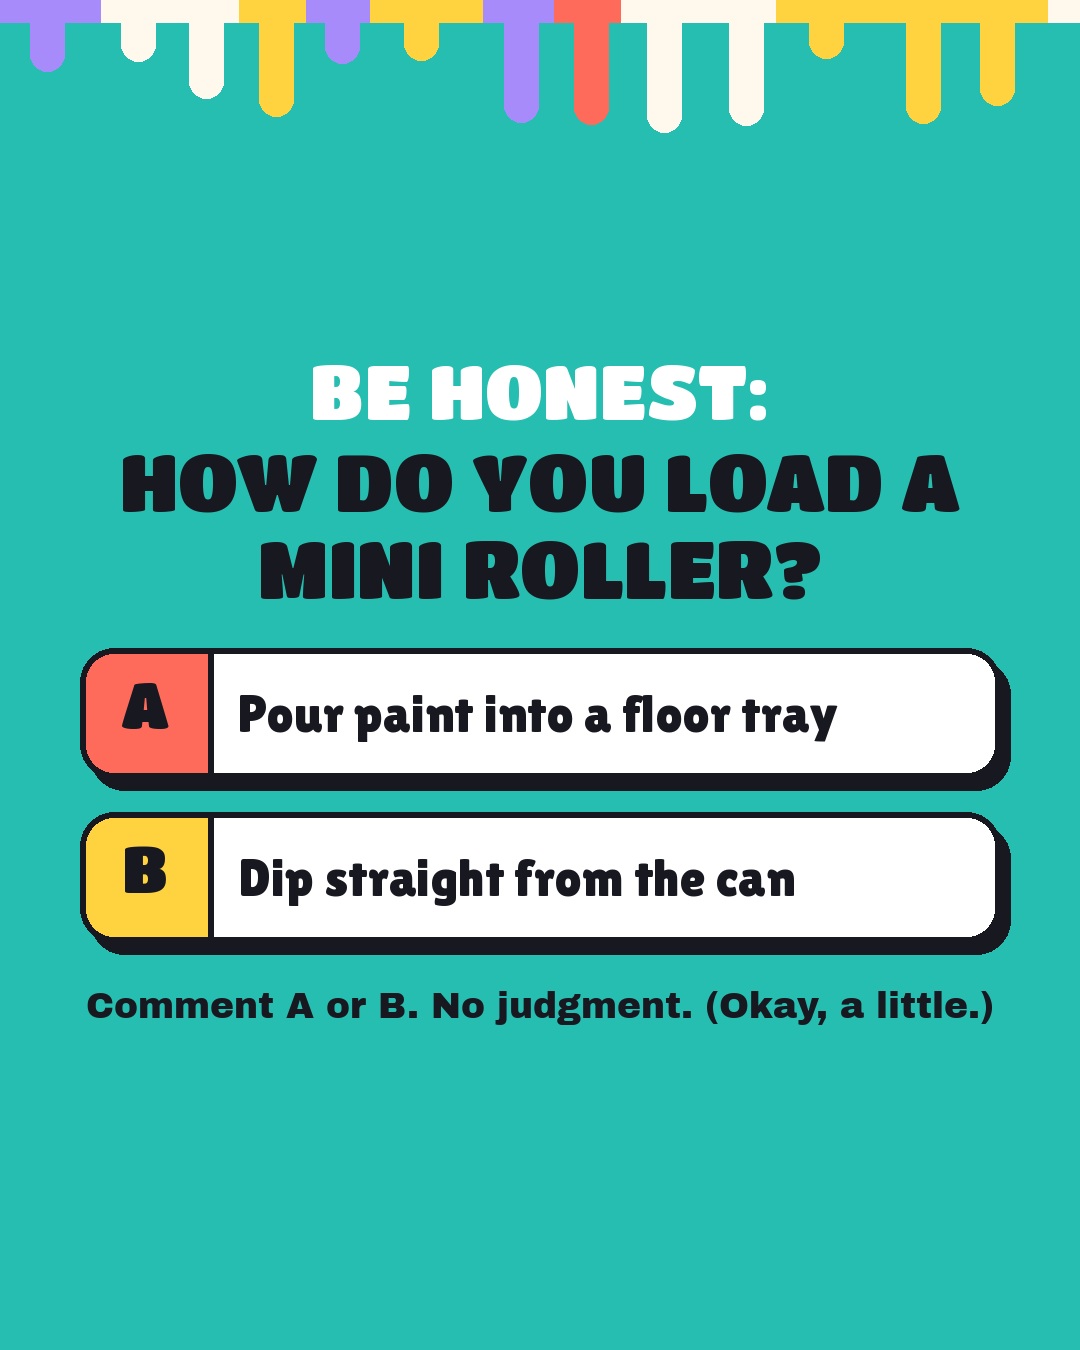 BE HONEST:
HOW DO YOU LOAD A
MINI ROLLER?
A
Pour paint into a floor tray
B
Dip straight from the can
Comment A or B. No judgment. (Okay, a little.)